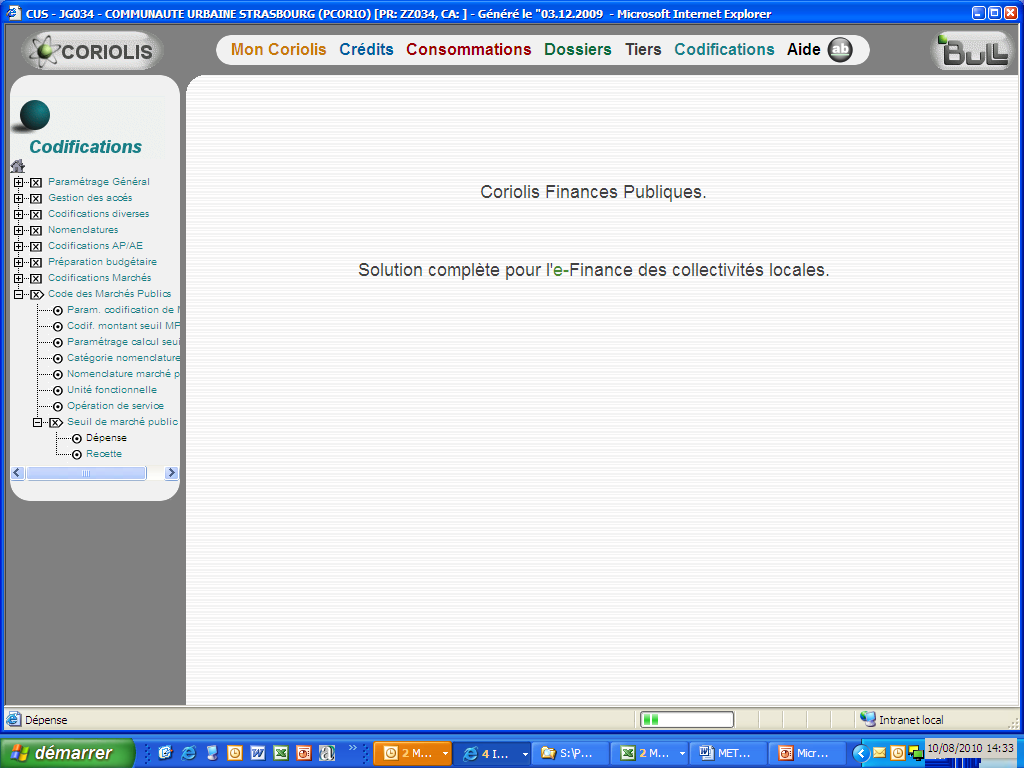 CUS - JG034 - COMMUNAUTE URBAINE STRASBOURG (PCORIO) [PR: ZZ034, CA: ] - Généré le "03.12.2009 - Microsoft Internet Explorer
CORIOLIS
Mon Coriolis Crédits Consommations Dossiers Tiers Codifications Aide ab
Bull
Codifications
Paramétrage Général
Gestion des accés
Codifications diverses
Nomenclatures
Codifications AP/AE
Préparation budgétaire
Codifications Marchés
Code des Marchés Publics
Param. codification de
Codif. montant seuil MP
Paramétrage calcul seui
Catégorie nomenclature
Nomenclature marché p
Unité fonctionnelle
Opération de service
Seuil de marché public
Dépense
Recette
Coriolis Finances Publiques.
Solution complète pour l'e-Finance des collectivités locales.
Dépense
Intranet local
démarrer
2 M...
4 I...
S:\P...
2 M...
MET...
Micr...
10/08/2010 14:33